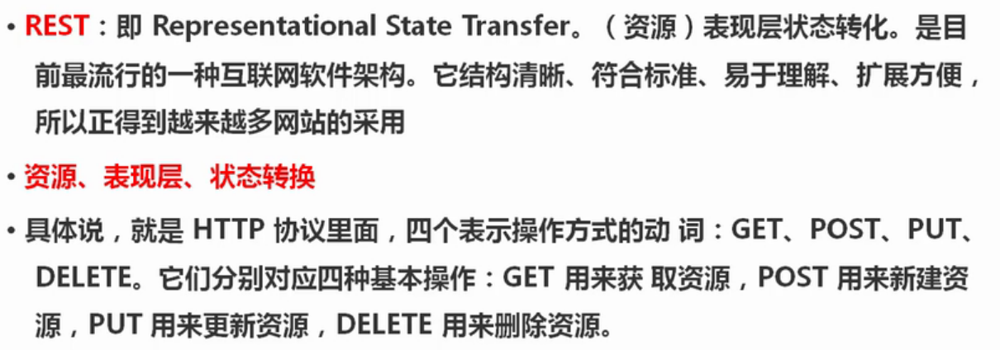 • REST：即 Representational State Transfer。（资源）表现层状态转化。是目
前最流行的一种互联网软件架构。它结构清晰、符合标准、易于理解、扩展方便，
所以正得到越来越多网站的采用
• 资源、表现层、状态转换
• 具体说，就是 HTTP 协议里面，四个表示操作方式的动 词：GET、POST、PUT、
DELETE。它们分别对应四种基本操作：GET 用来获 取资源，POST 用来新建资
源，PUT 用来更新资源，DELETE 用来删除资源。